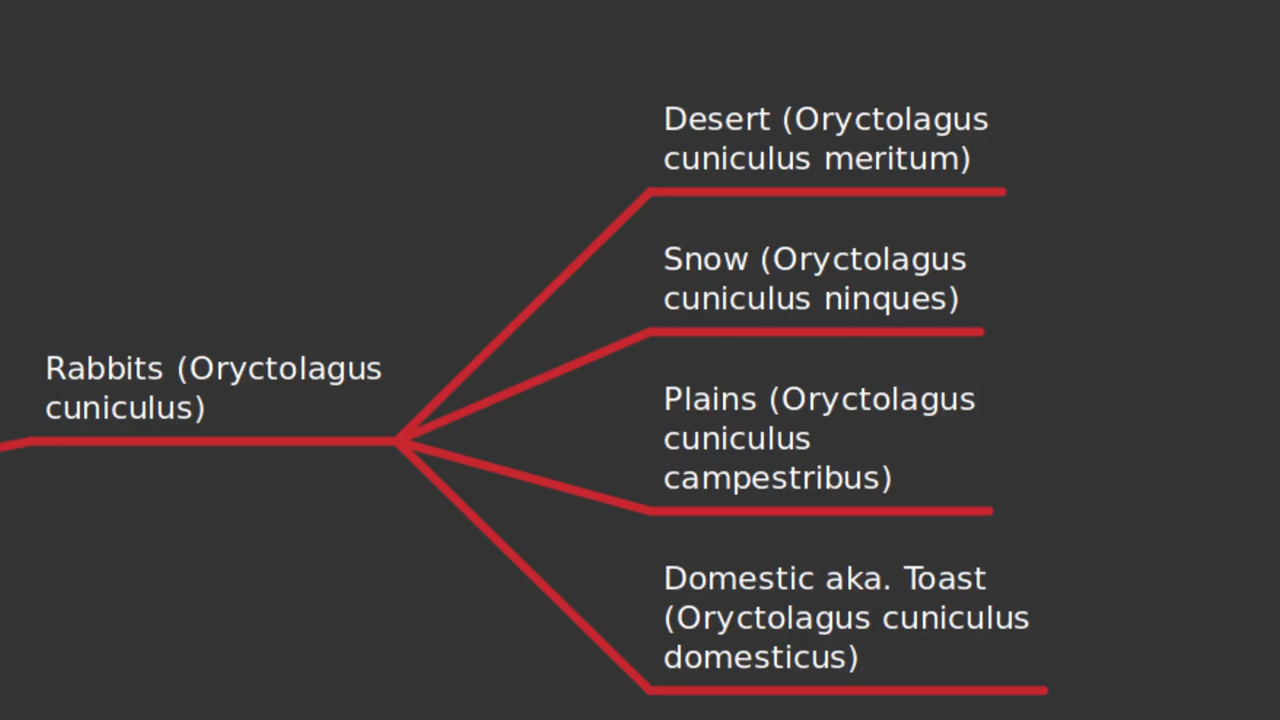 Desert (Oryctolagus
cuniculus meritum)
Snow (Oryctolagus
cuniculus ninques)
Rabbits (Oryctolagus
cuniculus)
Plains (Oryctolagus
cuniculus
campestribus)
Domestic aka. Toast
(Oryctolagus cuniculus
domesticus)